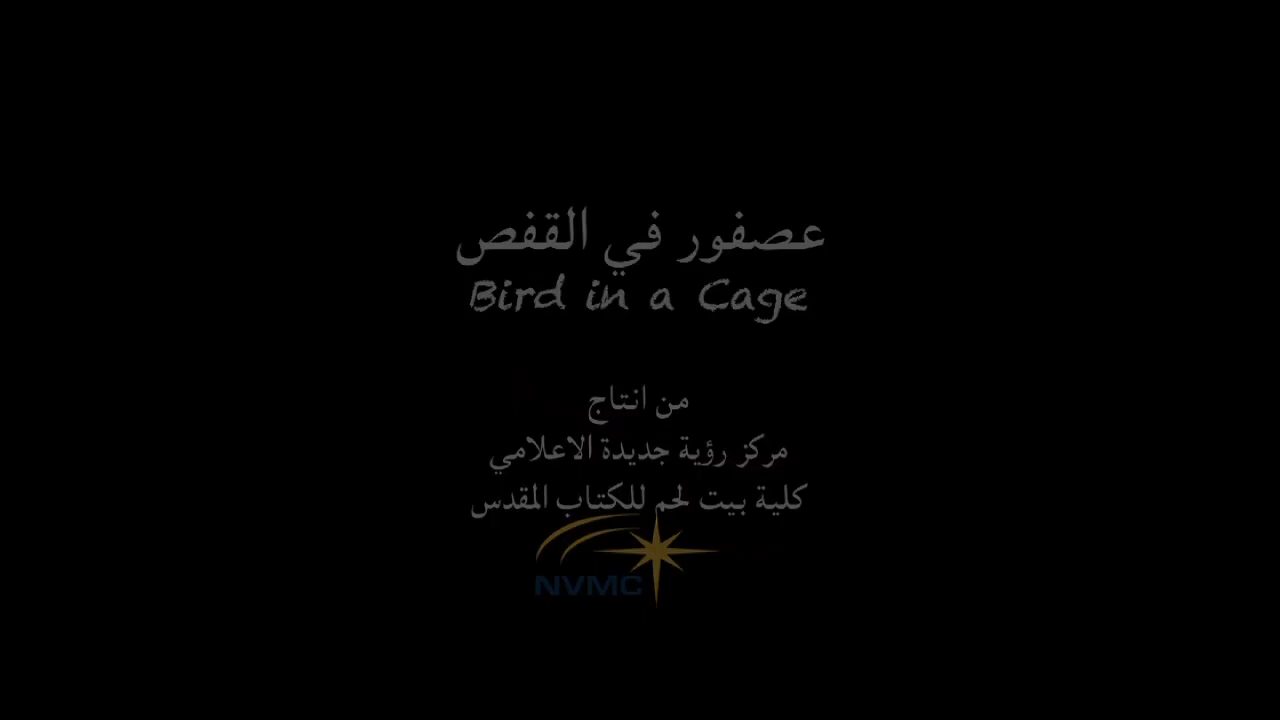 عصفور في القفص
Bird in a Cage
من انتاج
مركز رؤية جديدة الاعلامي
كلية بيت لحم للكتاب المقدس
NVMC